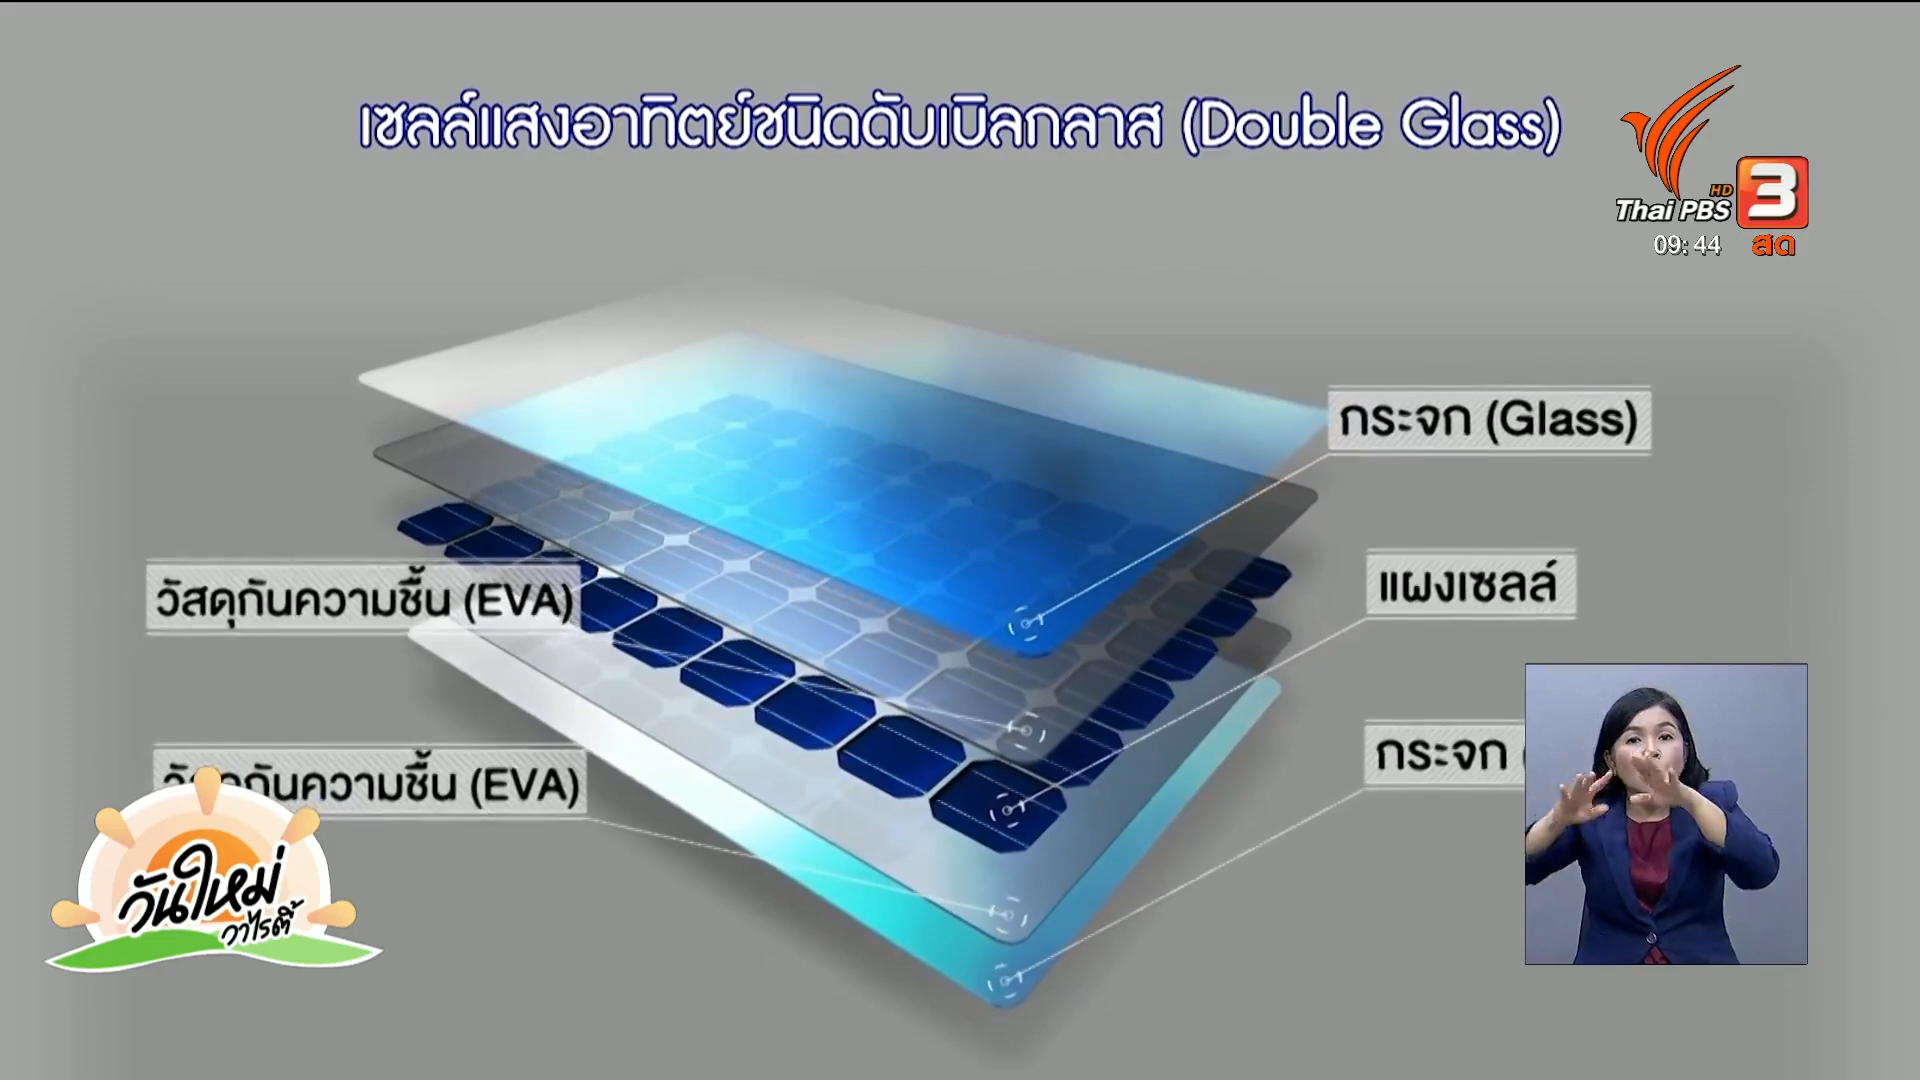 เซลล์แสงอาทิตย์ชนิดดับเบิลกลาส (Double Glass)
HD
Thai PBS 3
09:44 สด
กระจก (Glass)
วัสดุกันความชื้น (EVA)
แผงเซลล์
กระจก (
กันความชื้น (EVA)
วันใหม่
วาไรตี้